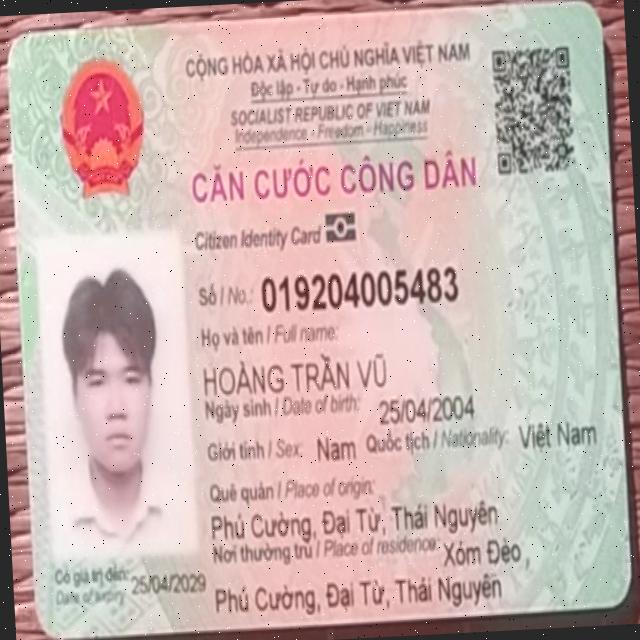 CỘNG HÒA XÃ HỘI CHỦ NGHĨA VIỆT NAM
Độc lập - Tự do - Hạnh phúc
SOCIALIST REPUBLIC OF VIET NAM
Independence - Freedom - Happiness
CĂN CƯỚC CÔNG DÂN
Citizen Identity Card
Số / No.: 019204005483
Họ và tên / Full name:
HOÀNG TRẦN VŨ
Ngày sinh / Date of birth: 25/04/2004
Giới tính / Sex: Nam Quốc tịch / Nationality: Việt Nam
Quê quán / Place of origin:
Phú Cường, Đại Từ, Thái Nguyên
Nơi thường trú / Place of residence: Xóm Đèo,
Phú Cường, Đại Từ, Thái Nguyên
Có giá trị đến: 25/04/2029
Date of expiry